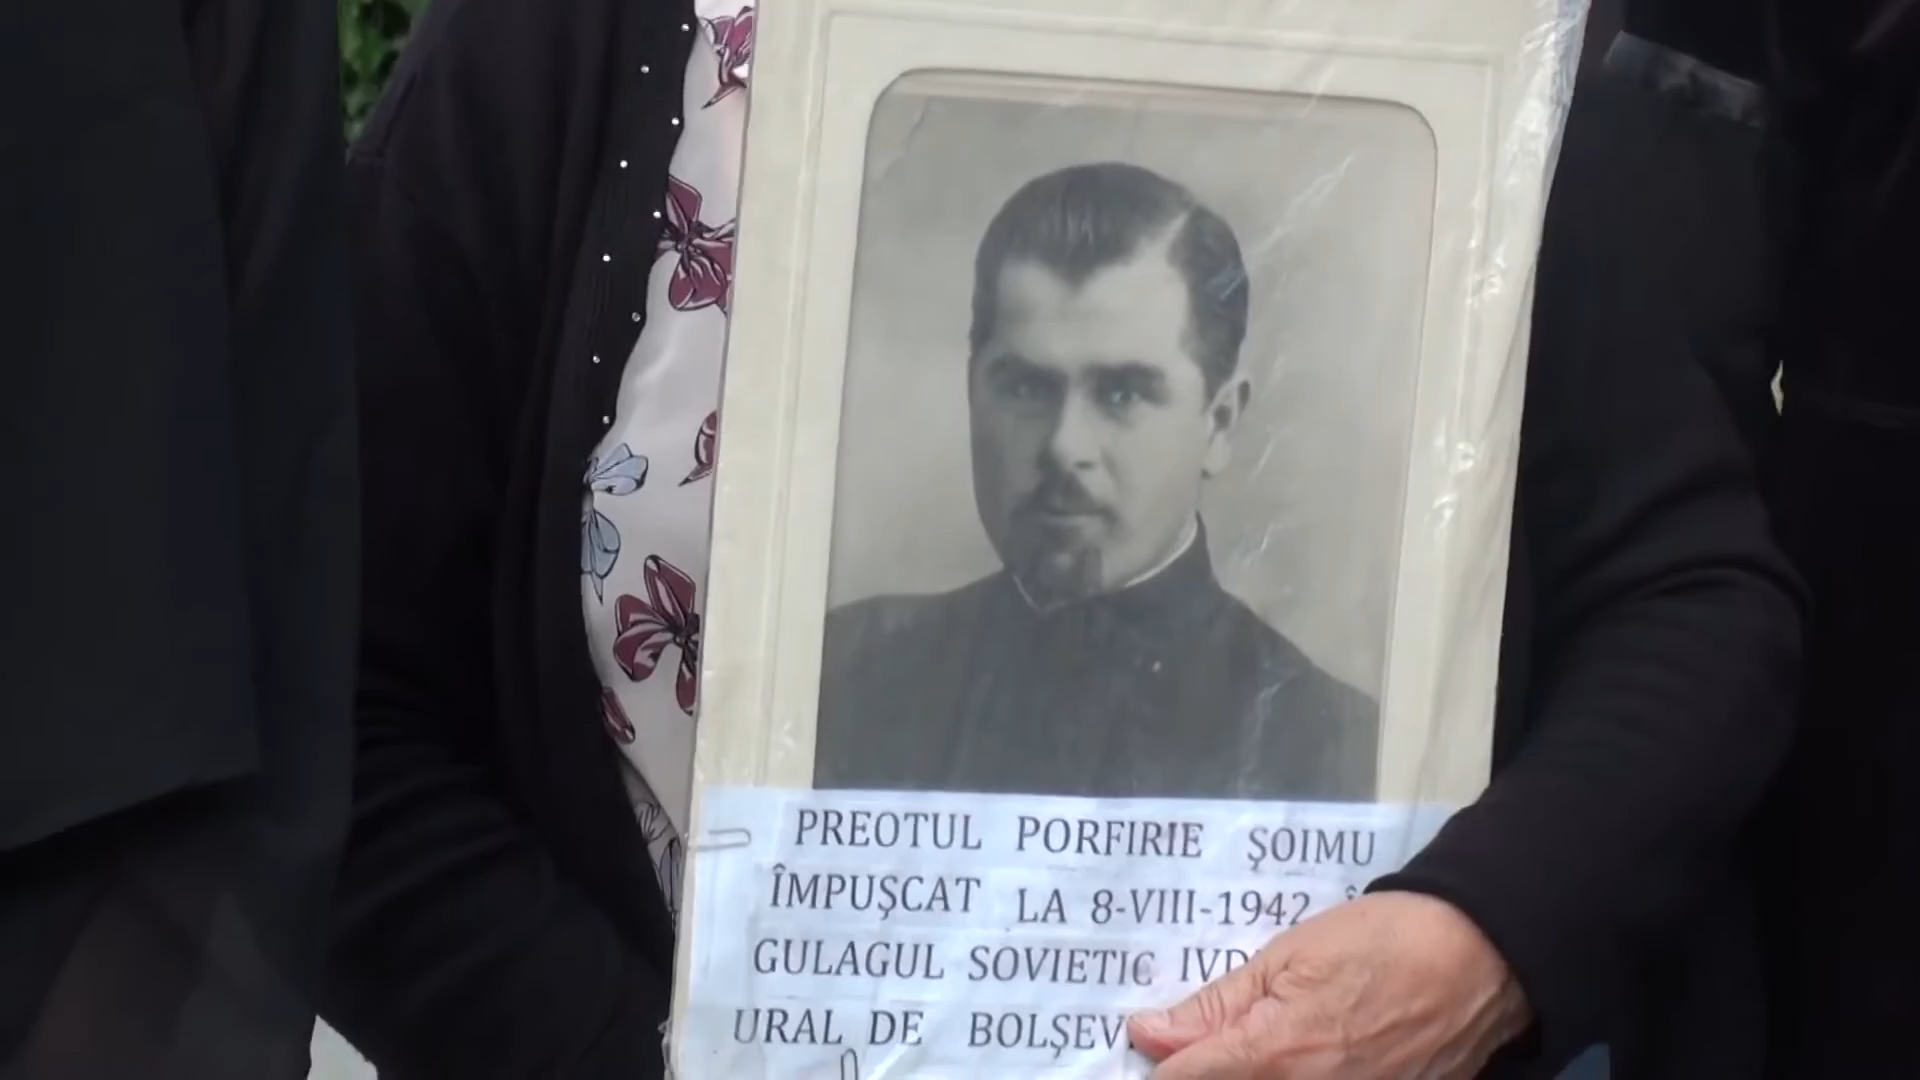 PREOTUL PORFIRIE ŞOIMU
ÎMPUŞCAT LA 8-VIII-1942
GULAGUL SOVIETIC
URAL DE